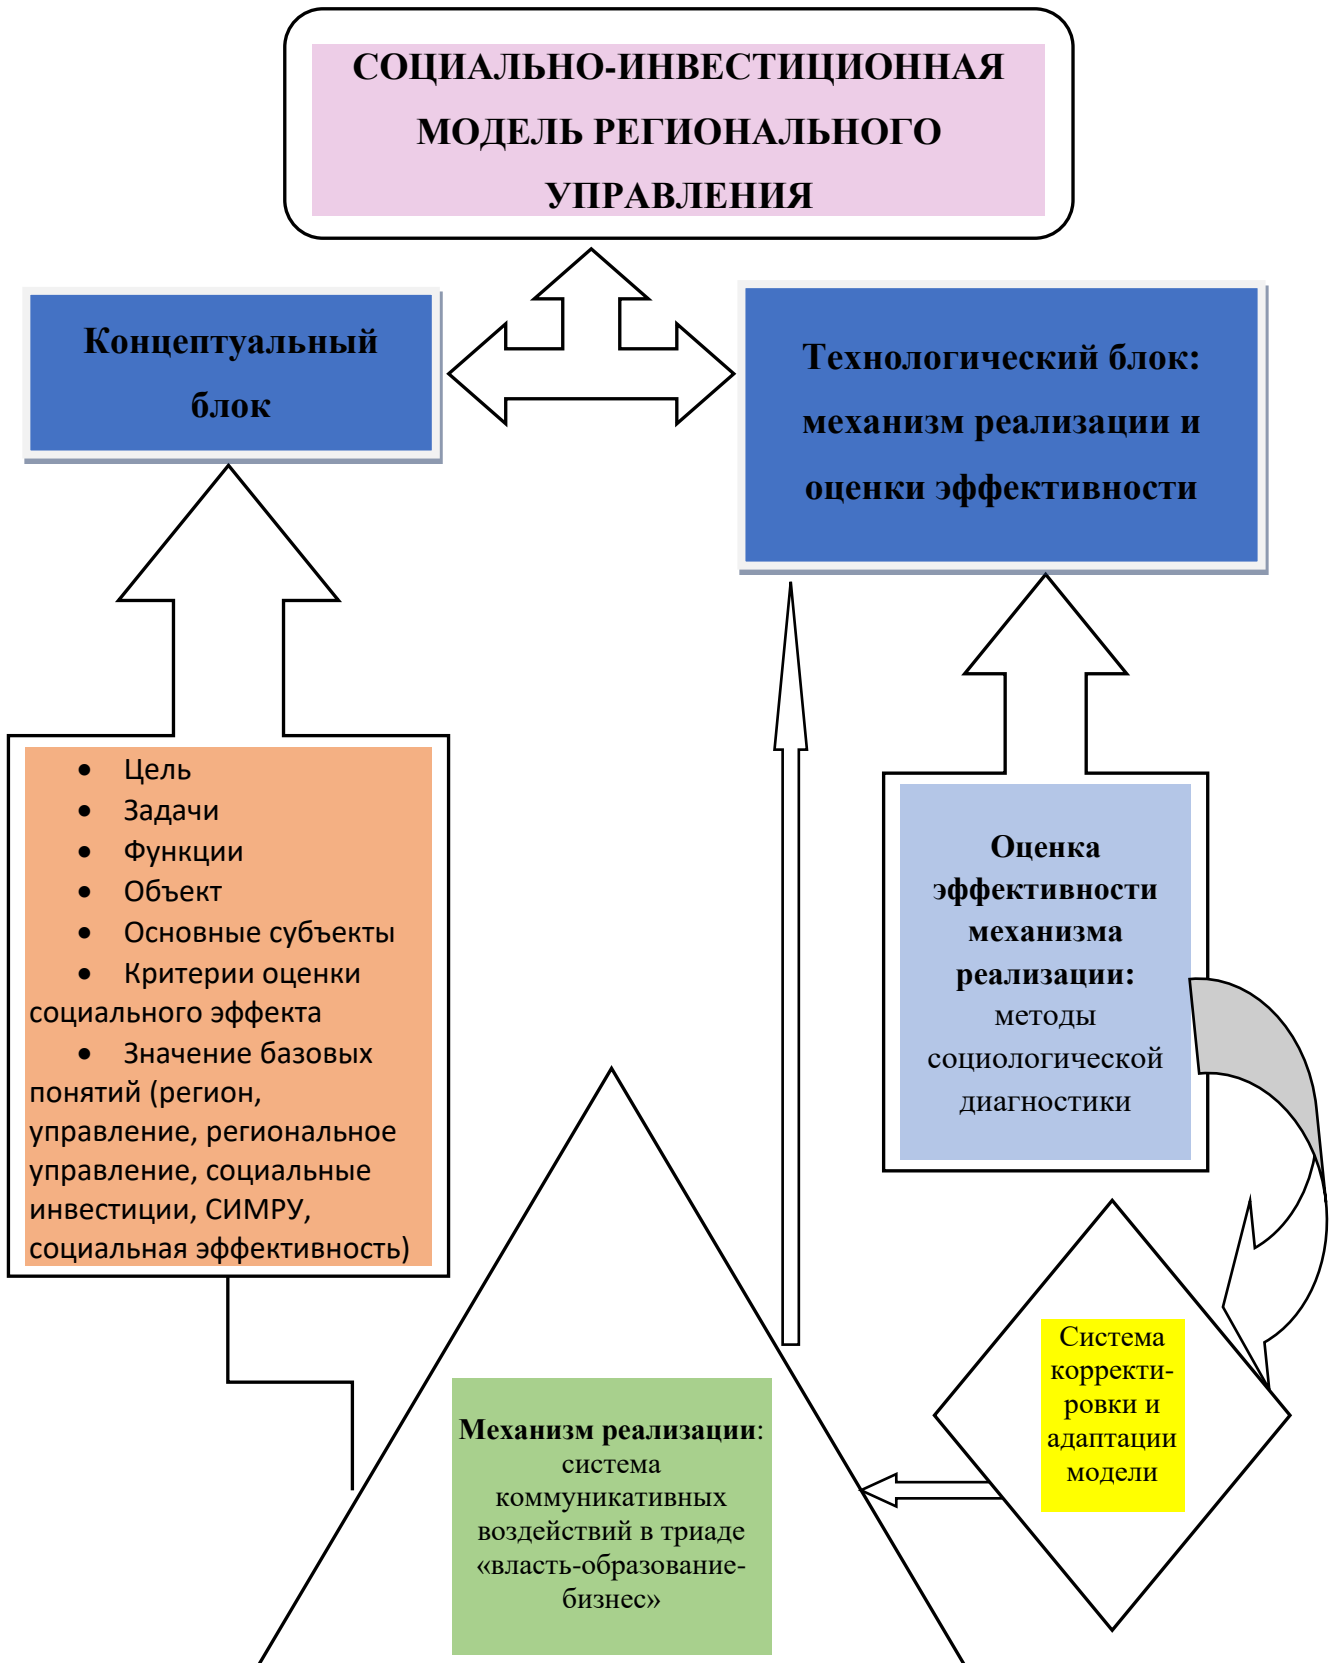 СОЦИАЛЬНО-ИНВЕСТИЦИОННАЯ
МОДЕЛЬ РЕГИОНАЛЬНОГО
УПРАВЛЕНИЯ
Концептуальный
блок
Технологический блок:
механизм реализации и
оценки эффективности
• Цель
• Задачи
• Функции
• Объект
• Основные субъекты
• Критерии оценки
социального эффекта
• Значение базовых
понятий (регион,
управление, региональное
управление, социальные
инвестиции, СИМРУ,
социальная эффективность)
Оценка
эффективности
механизма
реализации:
методы
социологической
диагностики
Система
корректи-
ровки и
адаптации
модели
Механизм реализации:
система
коммуникативных
воздействий в триаде
«власть-образование-
бизнес»